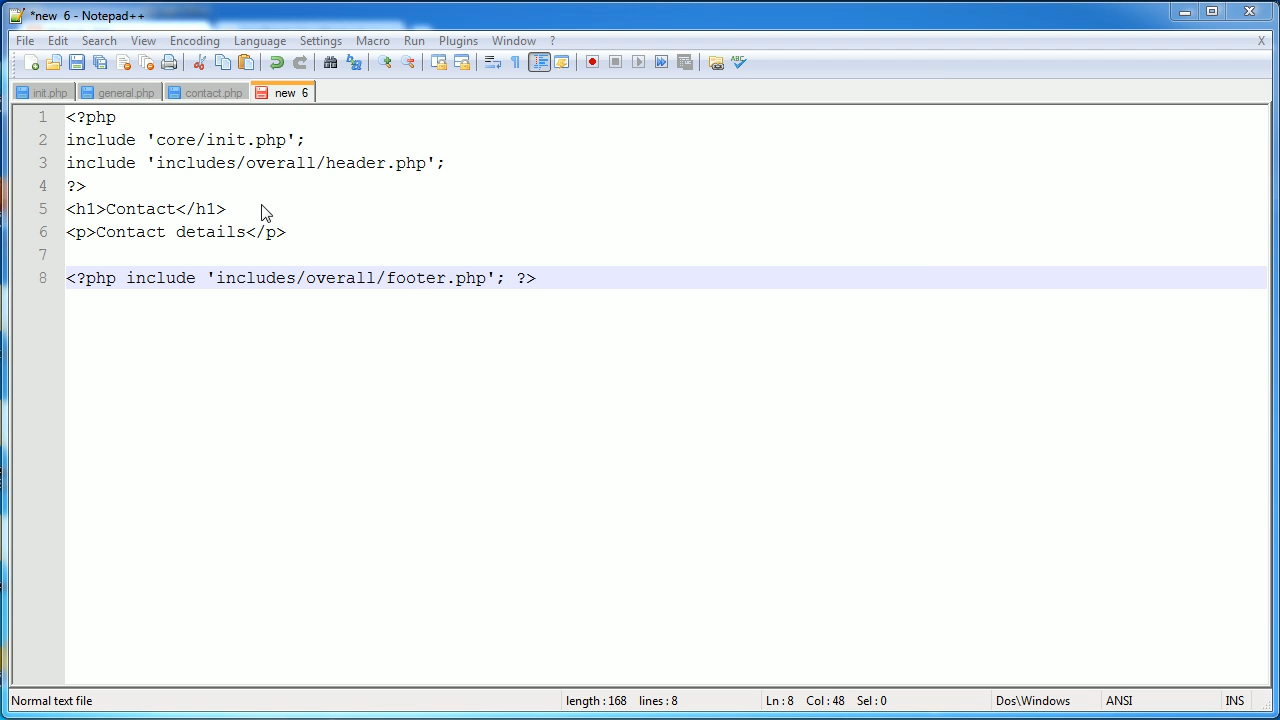 *new  6 - Notepad++
File Edit Search View Encoding Language Settings Macro Run Plugins Window ? X
init.php general.php contact.php new  6
1 <?php
2 include 'core/init.php';
3 include 'includes/overall/header.php';
4 ?>
5 <h1>Contact</h1>
6 <p>Contact details</p>
7
8 <?php include 'includes/overall/footer.php'; ?>
Normal text file length : 168 lines : 8 Ln : 8 Col : 48 Sel : 0 Dos\Windows ANSI INS